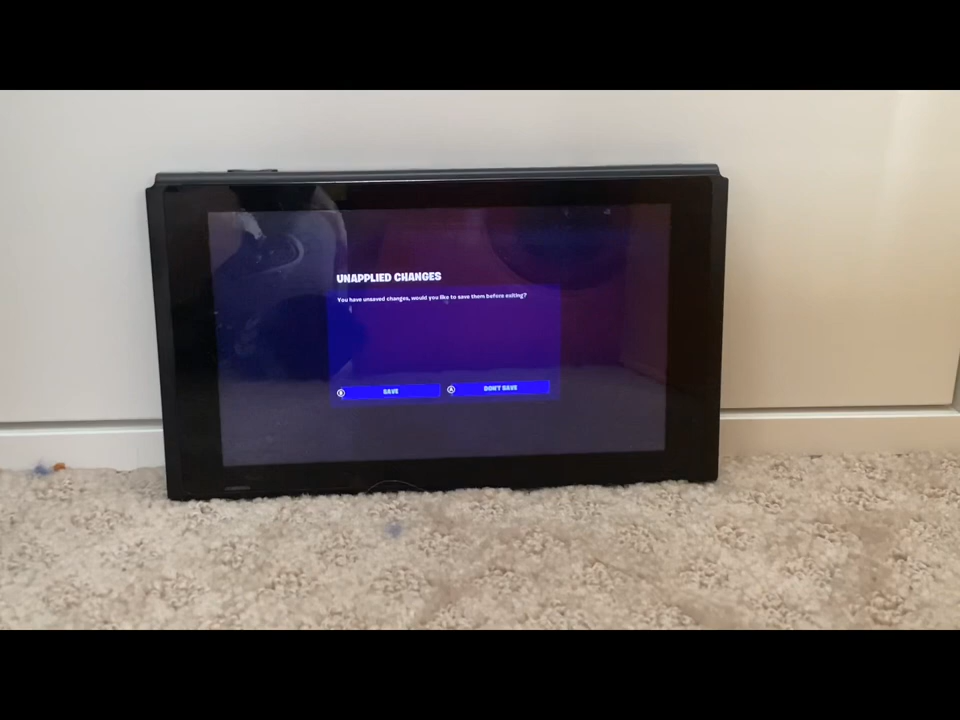 UNAPPLIED CHANGES
You have unsaved changes, would you like to save them before exiting?
SAVE
DON'T SAVE